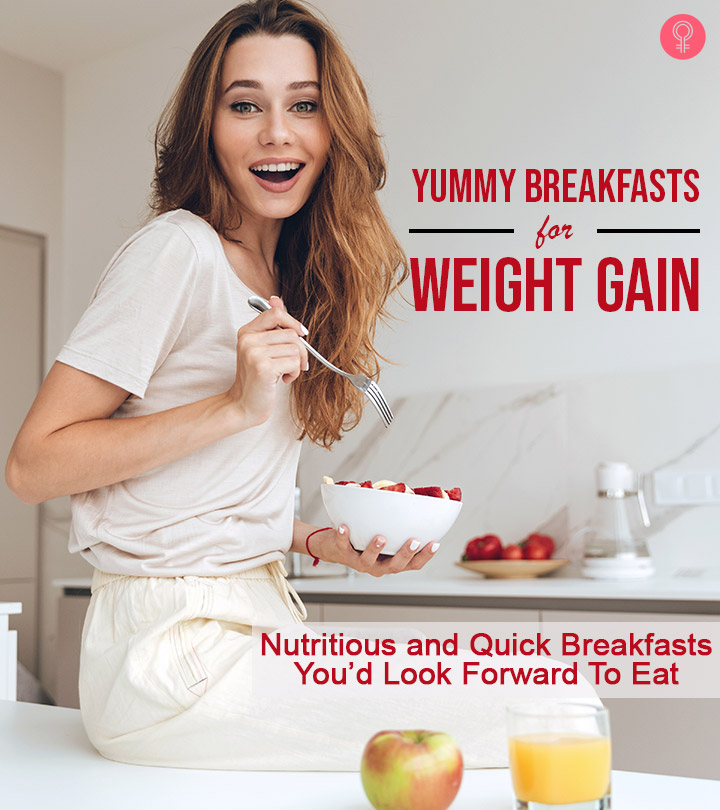 YUMMY BREAKFASTS
for
WEIGHT GAIN
Nutritious and Quick Breakfasts
You'd Look Forward To Eat